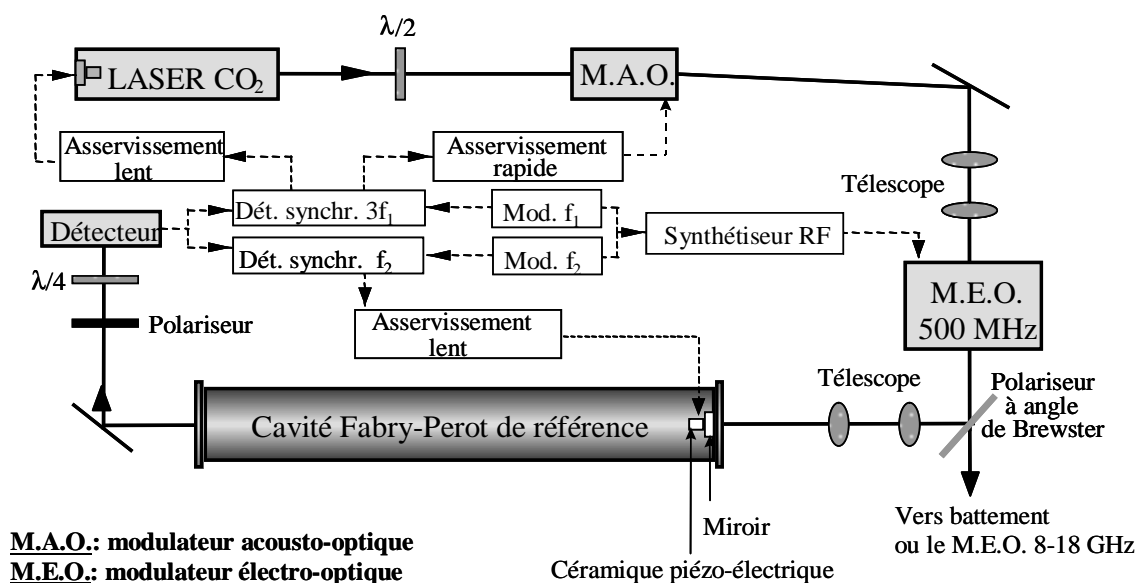 λ/2
LASER CO₂
M.A.O.
Asservissement
lent
Asservissement
rapide
Télescope
Détecteur
Dét. synchr. 3f₁
Mod. f₁
Synthétiseur RF
Dét. synchr. f₂
Mod. f₂
λ/4
M.E.O.
500 MHz
Polariseur
Asservissement
lent
Télescope
Polariseur
à angle
de Brewster
Cavité Fabry-Perot de référence
Miroir
Vers battement
ou le M.E.O. 8-18 GHz
M.A.O.: modulateur acousto-optique
M.E.O.: modulateur électro-optique
Céramique piézo-électrique